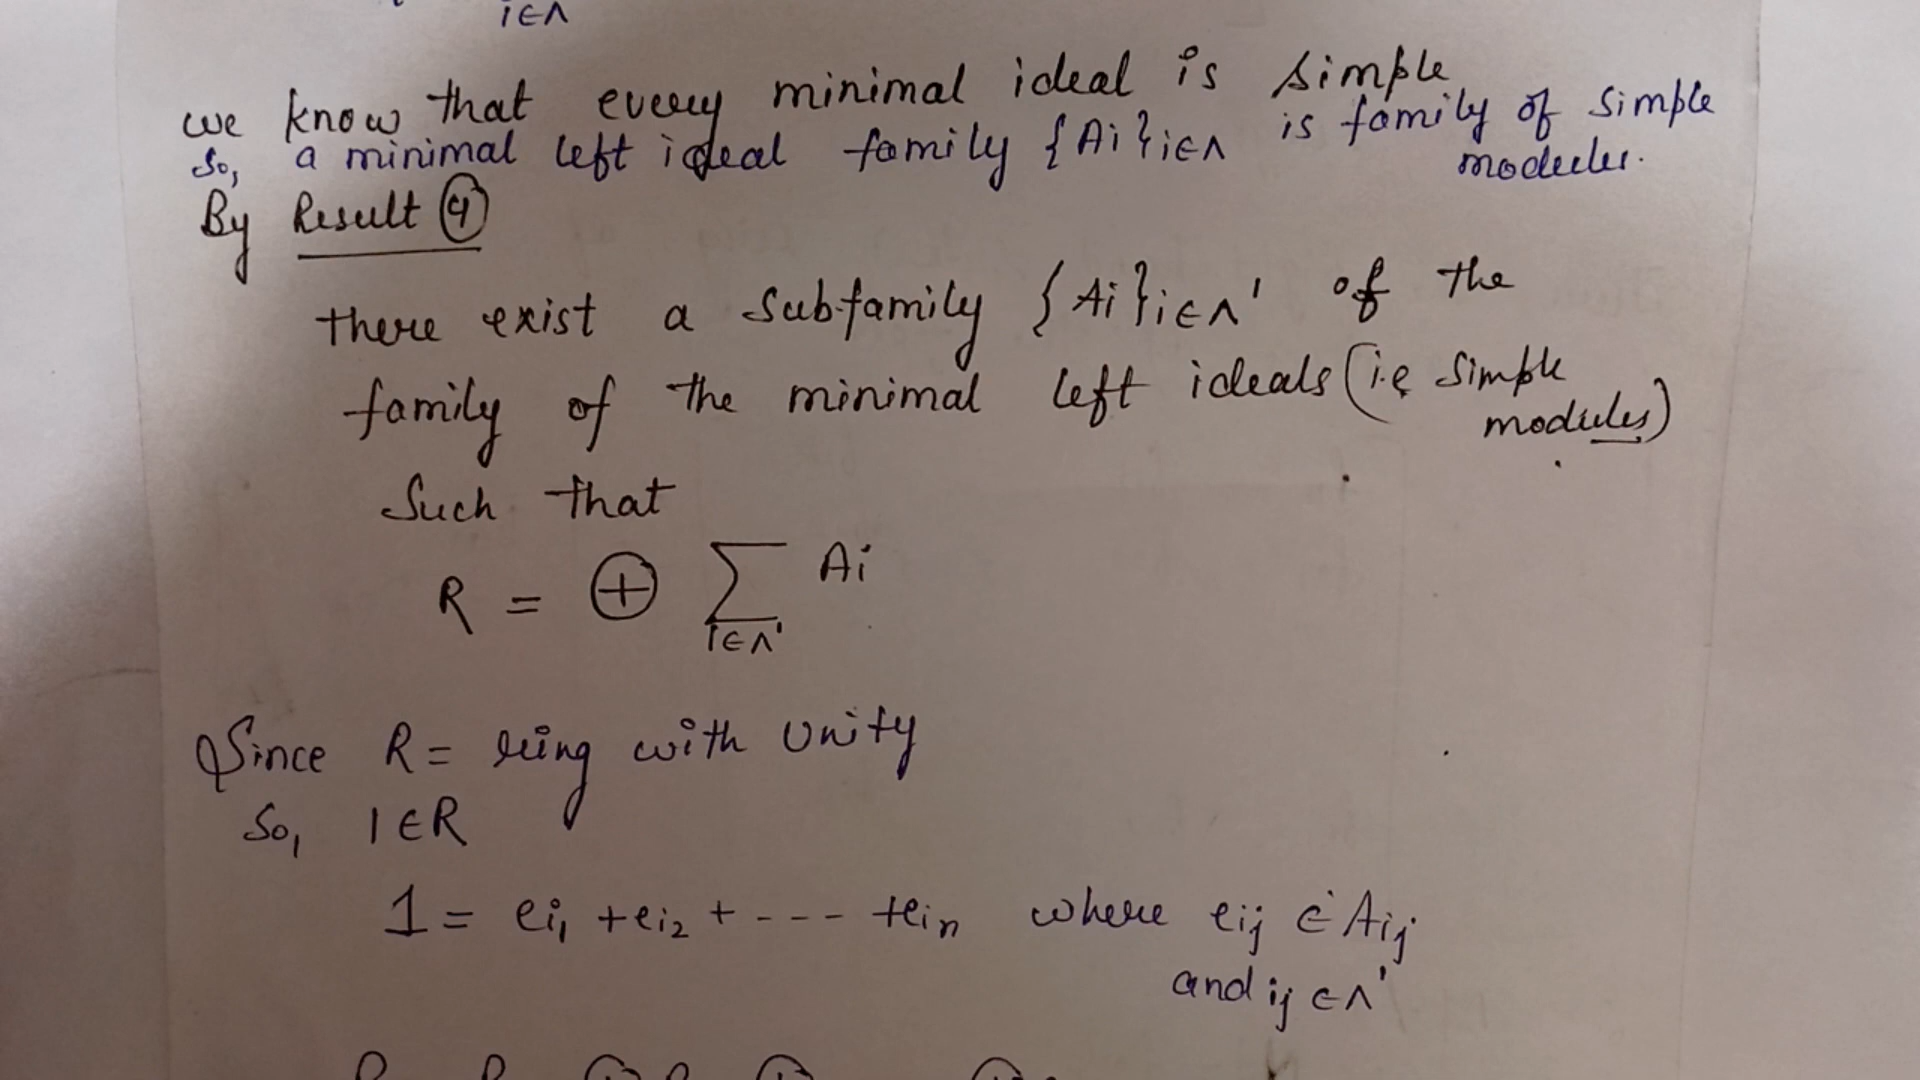 i∈Λ
we know that every minimal ideal is simple
so, a minimal left ideal family {Ai}i∈Λ is family of simple
modules.
By Result ④
there exist a subfamily {Ai}i∈Λ' of the
family of the minimal left ideals (i.e simple
modules)
Such that
R = ⊕ ∑ Ai
i∈Λ'
Since R = ring with Unity
So, 1∈R
1 = ei₁ + ei₂ + - - - + ein where eij ∈ Aij
and ij ∈ Λ'